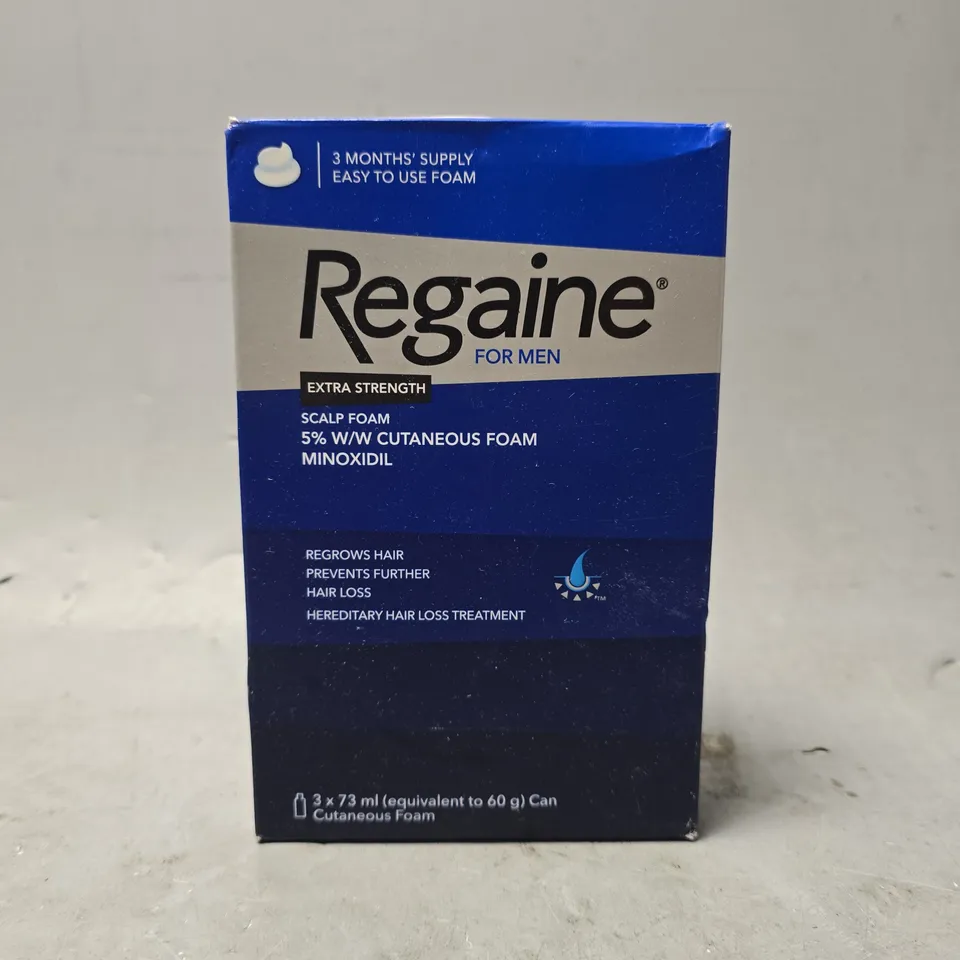 3 MONTHS' SUPPLY
EASY TO USE FOAM
Regaine®
FOR MEN
EXTRA STRENGTH
SCALP FOAM
5% W/W CUTANEOUS FOAM
MINOXIDIL
REGROWS HAIR
PREVENTS FURTHER
HAIR LOSS
HEREDITARY HAIR LOSS TREATMENT
TM
3 x 73 ml (equivalent to 60 g) Can
Cutaneous Foam